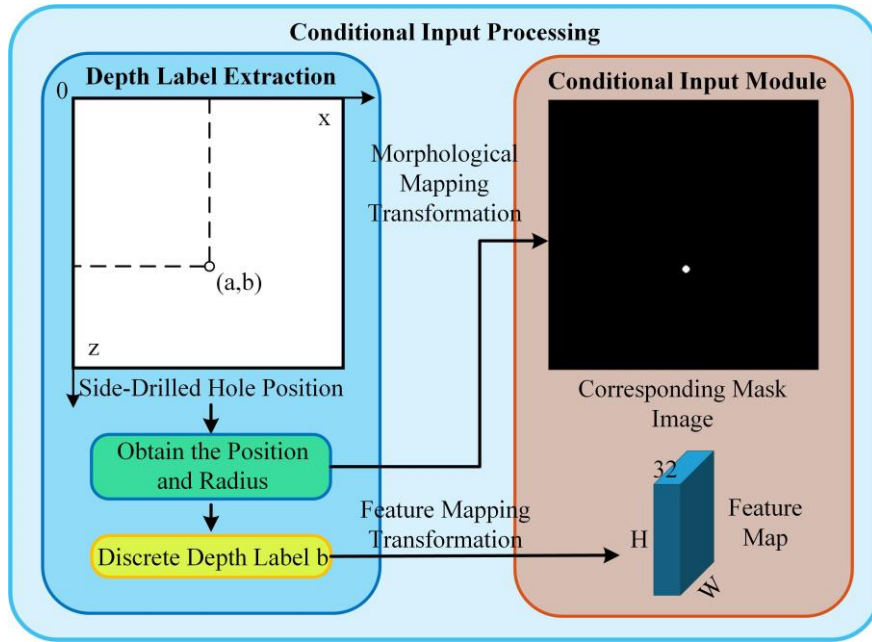 Conditional Input Processing
Depth Label Extraction
0
x
(a,b)
z
Side-Drilled Hole Position
Obtain the Position
and Radius
Discrete Depth Label b
Morphological
Mapping
Transformation
Feature Mapping
Transformation
Conditional Input Module
Corresponding Mask
Image
32
H
W
Feature
Map